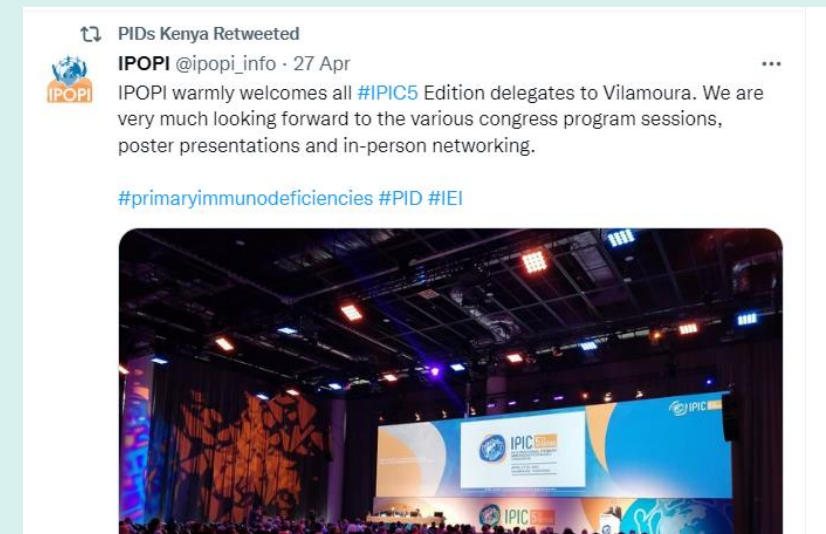 PIDs Kenya Retweeted
IPOPI @ipopi_info · 27 Apr
IPOPI warmly welcomes all #IPIC5 Edition delegates to Vilamoura. We are
very much looking forward to the various congress program sessions,
poster presentations and in-person networking.
#primaryimmunodeficiencies #PID #IEI
IPOPI
IPIC
IPIC
IPIC